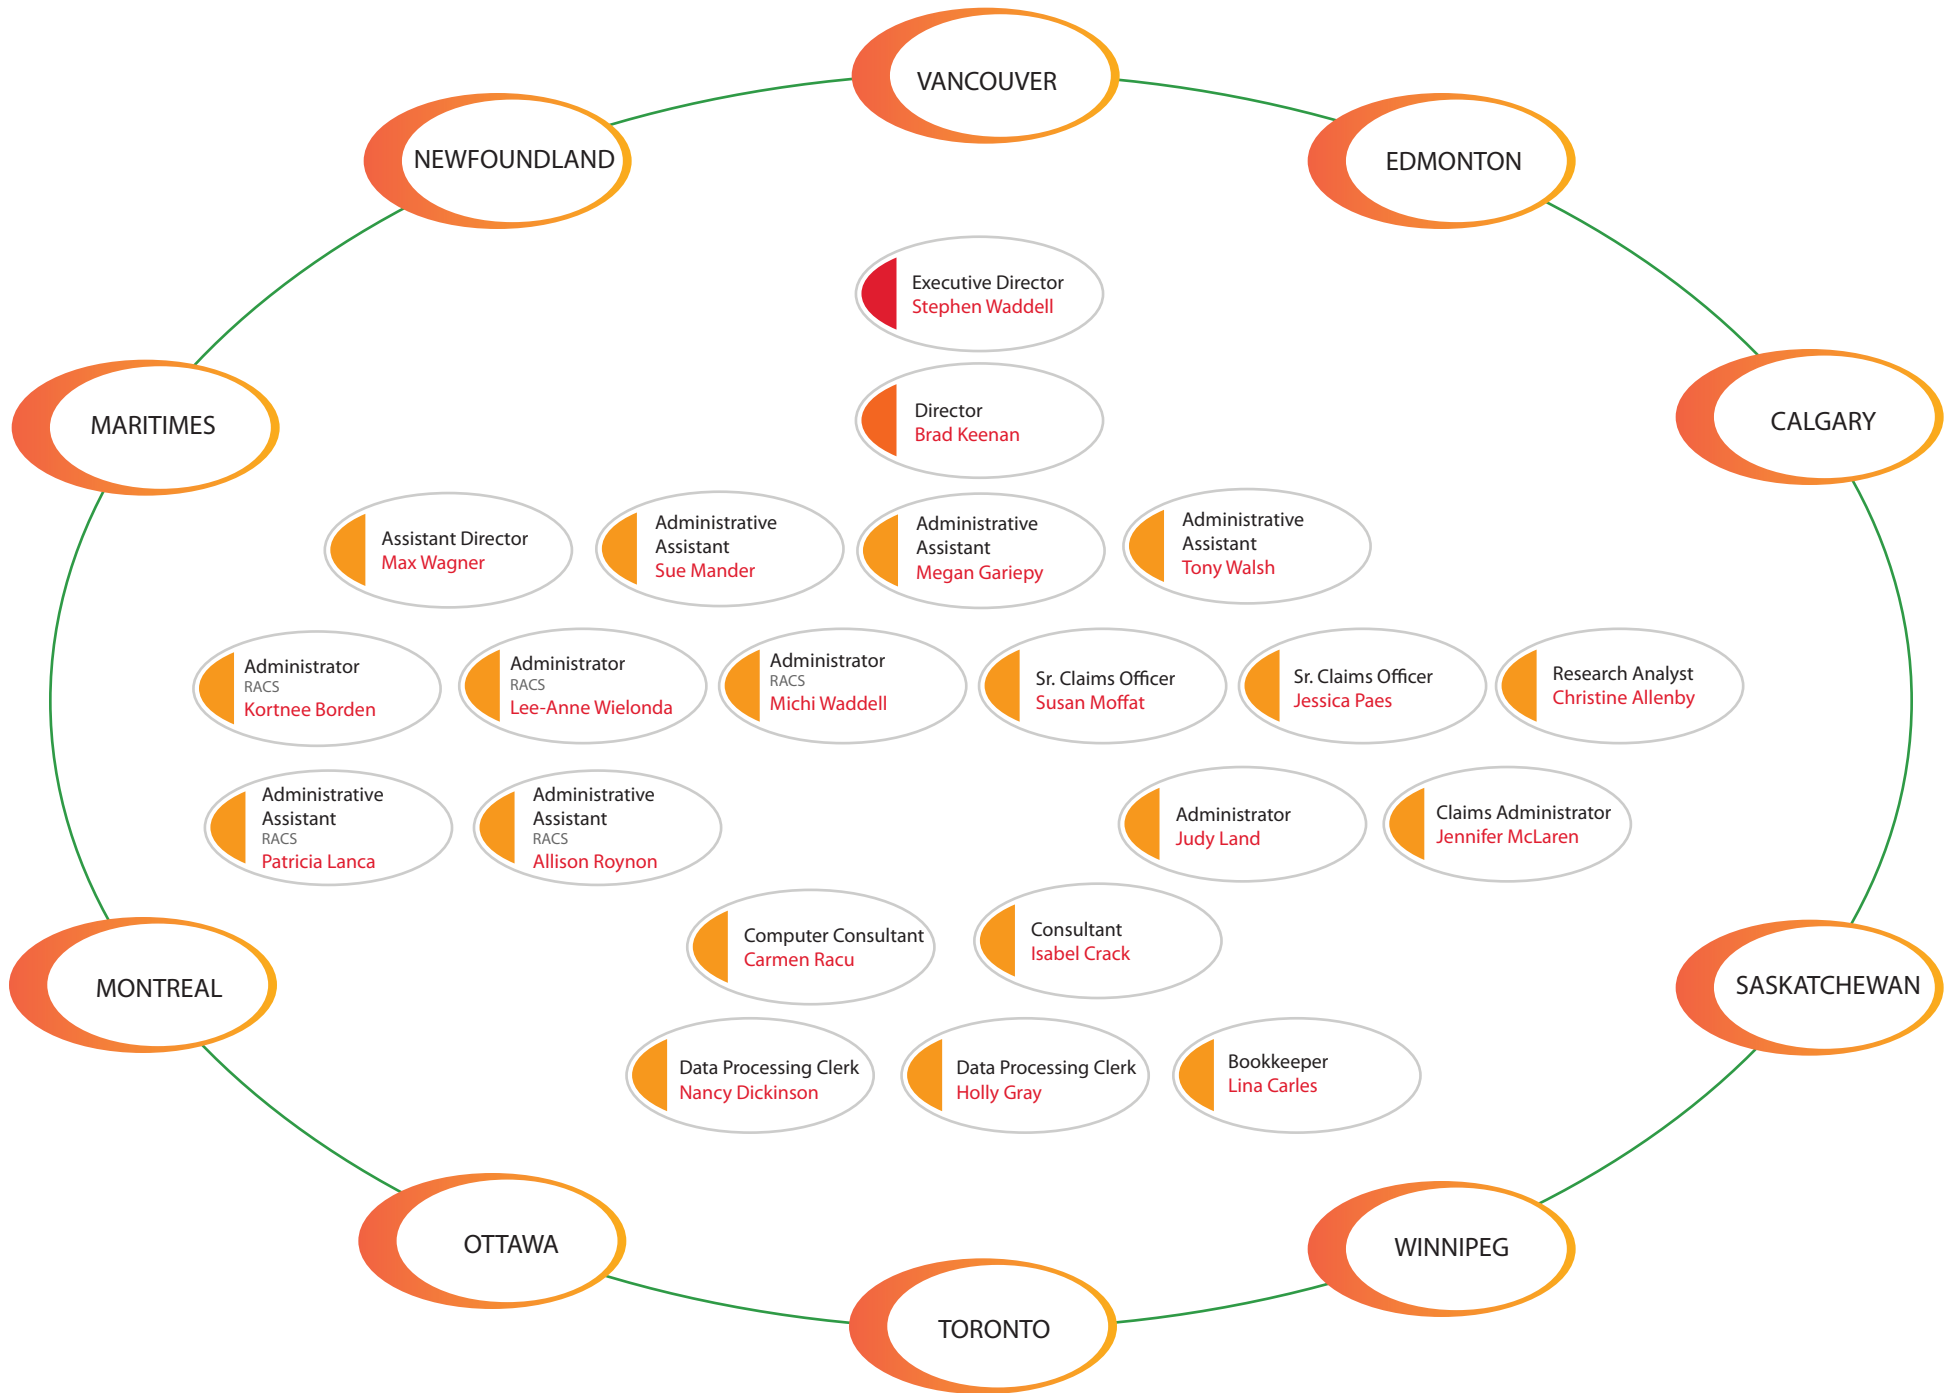 VANCOUVER
NEWFOUNDLAND
EDMONTON
Executive Director
Stephen Waddell
MARITIMES
Director
Brad Keenan
CALGARY
Assistant Director
Max Wagner
Administrative
Assistant
Sue Mander
Administrative
Assistant
Megan Gariepy
Administrative
Assistant
Tony Walsh
Administrator
RACS
Kortnee Borden
Administrator
RACS
Lee-Anne Wielonda
Administrator
RACS
Michi Waddell
Sr. Claims Officer
Susan Moffat
Sr. Claims Officer
Jessica Paes
Research Analyst
Christine Allenby
Administrative
Assistant
RACS
Patricia Lanca
Administrative
Assistant
RACS
Allison Roynon
Administrator
Judy Land
Claims Administrator
Jennifer McLaren
Computer Consultant
Carmen Racu
Consultant
Isabel Crack
MONTREAL
SASKATCHEWAN
Data Processing Clerk
Nancy Dickinson
Data Processing Clerk
Holly Gray
Bookkeeper
Lina Carles
OTTAWA
WINNIPEG
TORONTO